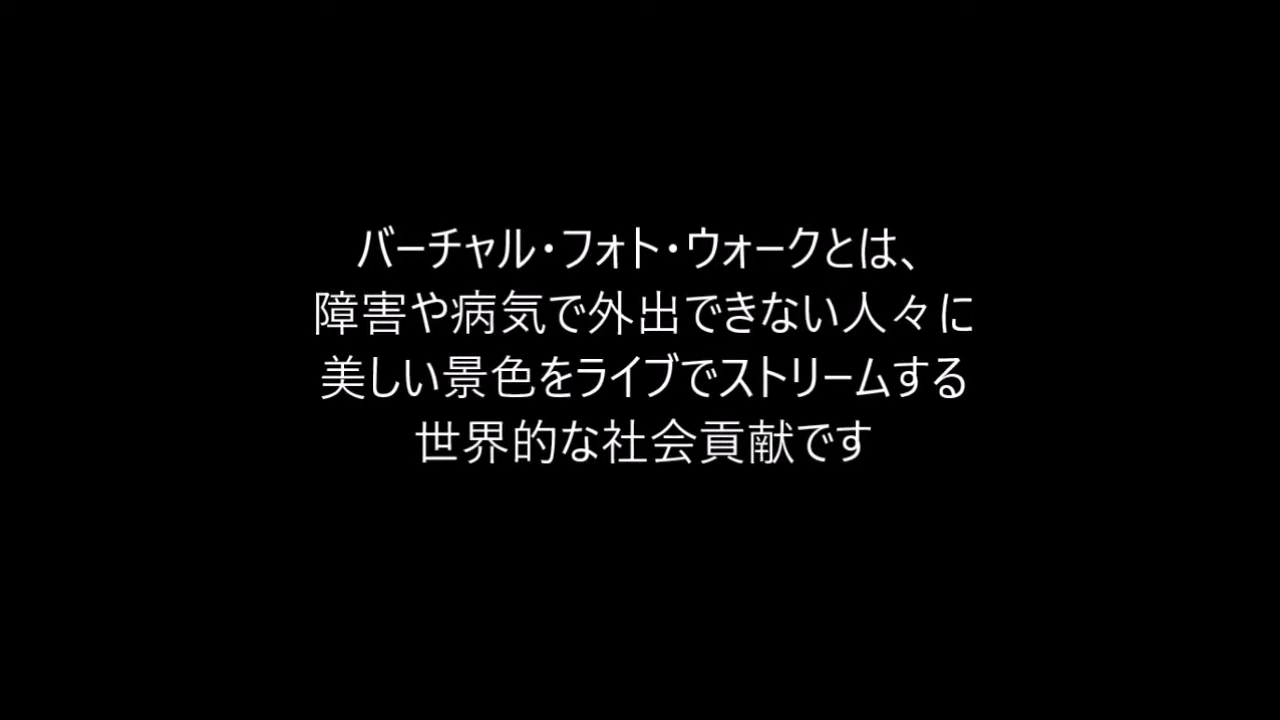 バーチャル・フォト・ウォークとは、
障害や病気で外出できない人々に
美しい景色をライブでストリームする
世界的な社会貢献です